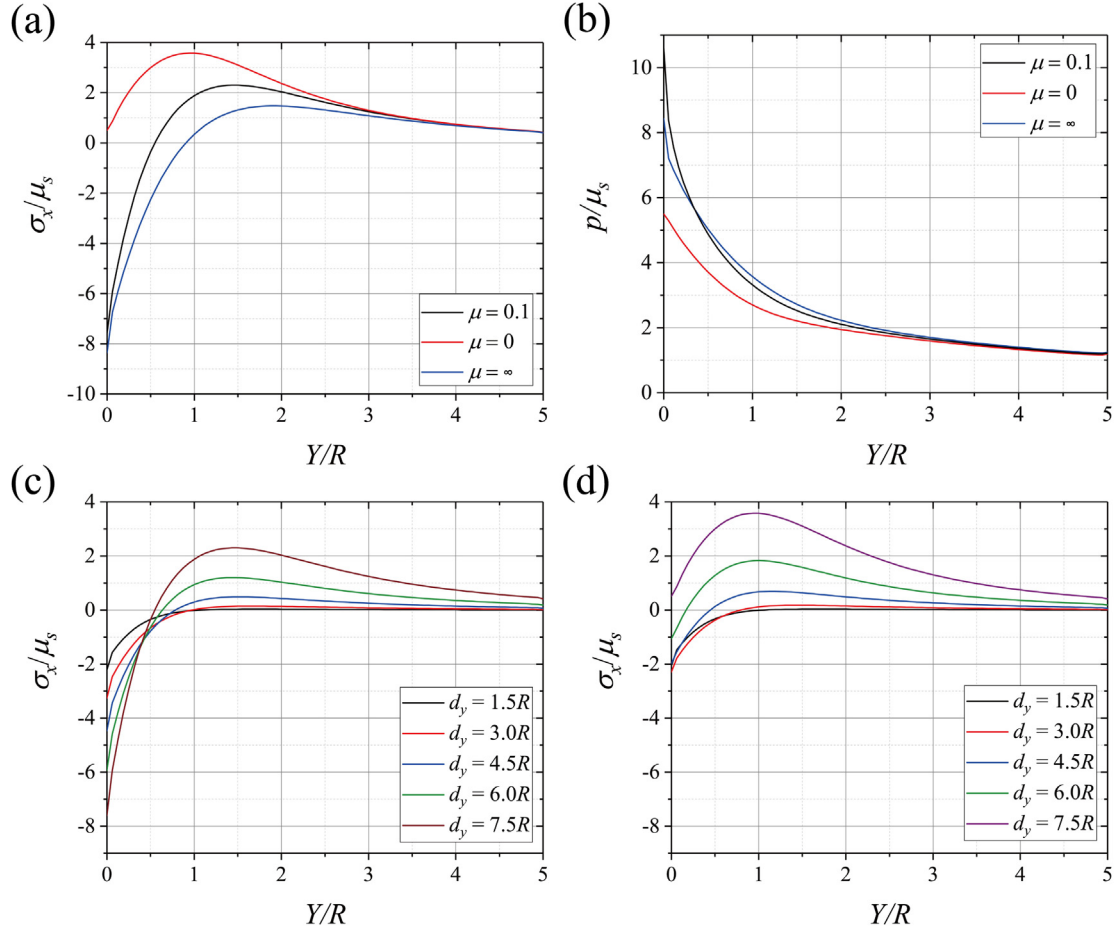 (a)
4
2
0
-2
-4
-6
-8
-10
σx/μs
μ = 0.1
μ = 0
μ = ∞
0 1 2 3 4 5
Y/R
(b)
10
8
6
4
2
0
p/μs
μ = 0.1
μ = 0
μ = ∞
0 1 2 3 4 5
Y/R
(c)
4
2
0
-2
-4
-6
-8
σx/μs
dy = 1.5R
dy = 3.0R
dy = 4.5R
dy = 6.0R
dy = 7.5R
0 1 2 3 4 5
Y/R
(d)
4
2
0
-2
-4
-6
-8
σx/μs
dy = 1.5R
dy = 3.0R
dy = 4.5R
dy = 6.0R
dy = 7.5R
0 1 2 3 4 5
Y/R